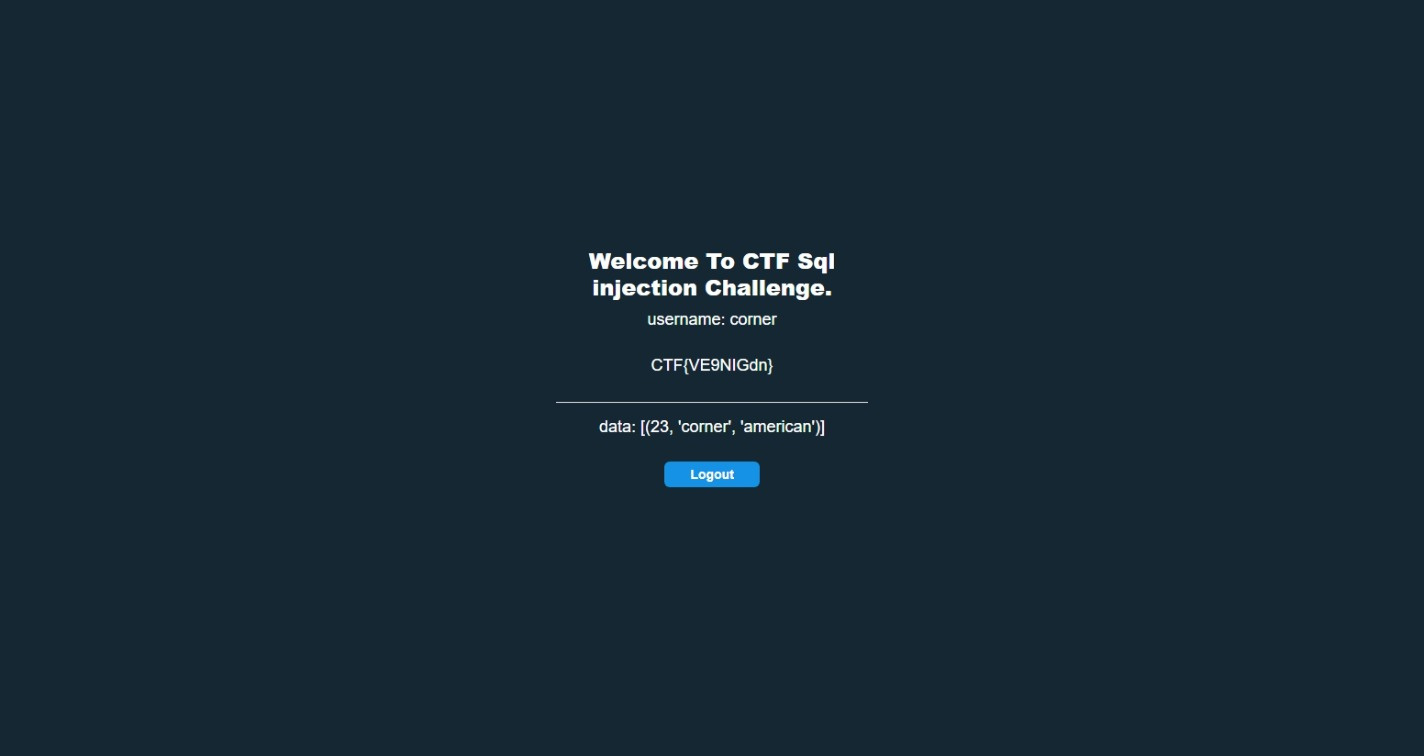 Welcome To CTF Sql
injection Challenge.
username: corner
CTF{VE9NIGdn}
data: [(23, 'corner', 'american')]
Logout